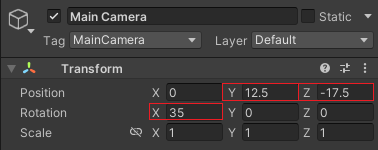 Main Camera Static
Tag MainCamera Layer Default
Transform
Position X 0 Y 12.5 Z -17.5
Rotation X 35 Y 0 Z 0
Scale X 1 Y 1 Z 1